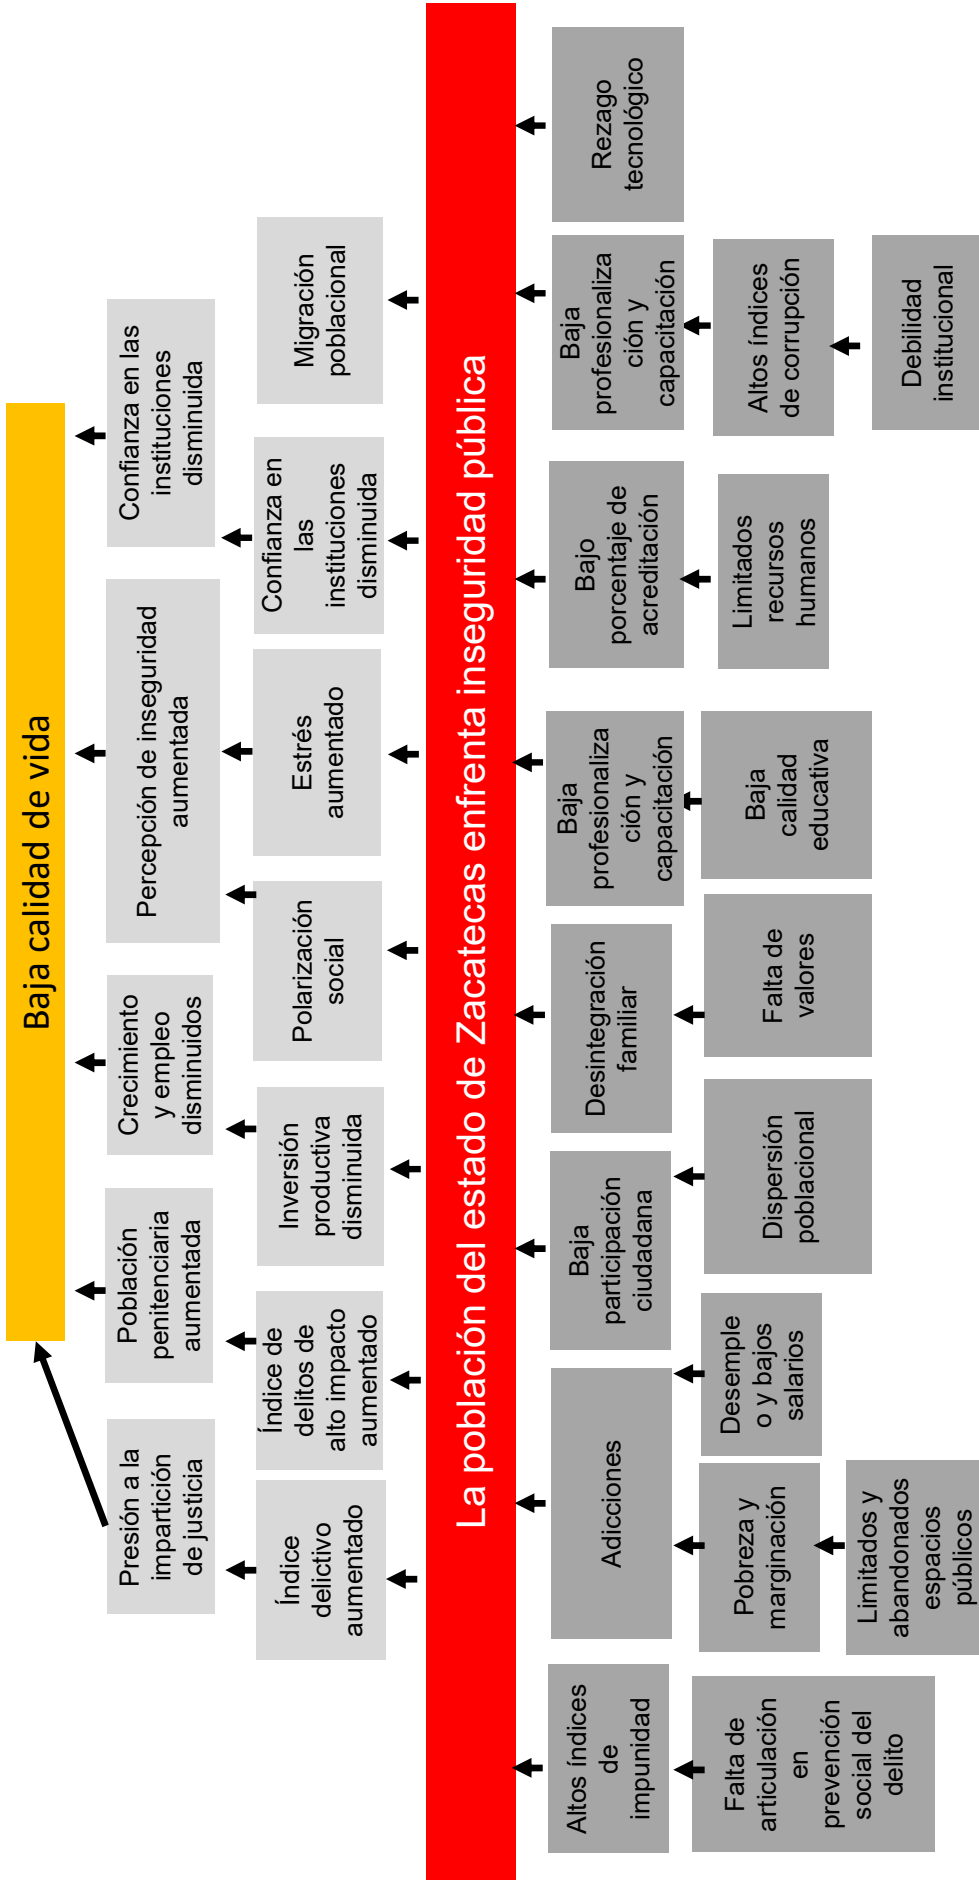 Baja calidad de vida
Presión a la
impartición
de justicia
Población
penitenciaria
aumentada
Crecimiento
y empleo
disminuidos
Percepción de inseguridad
aumentada
Confianza en las
instituciones
disminuida
Índice
delictivo
aumentado
Índice de
delitos de
alto impacto
aumentado
Inversión
productiva
disminuida
Polarización
social
Estrés
aumentado
Confianza en
las
instituciones
disminuida
Migración
poblacional
La población del estado de Zacatecas enfrenta inseguridad pública
Altos índices
de
impunidad
Adicciones
Baja
participación
ciudadana
Desintegración
familiar
Baja
profesionaliza
ción y
capacitación
Bajo
porcentaje de
acreditación
Baja
profesionaliza
ción y
capacitación
Rezago
tecnológico
Falta de
articulación
en
prevención
social del
delito
Pobreza y
marginación
Desemple
o y bajos
salarios
Dispersión
poblacional
Falta de
valores
Baja
calidad
educativa
Limitados
recursos
humanos
Altos índices
de corrupción
Limitados y
abandonados
espacios
públicos
Debilidad
institucional